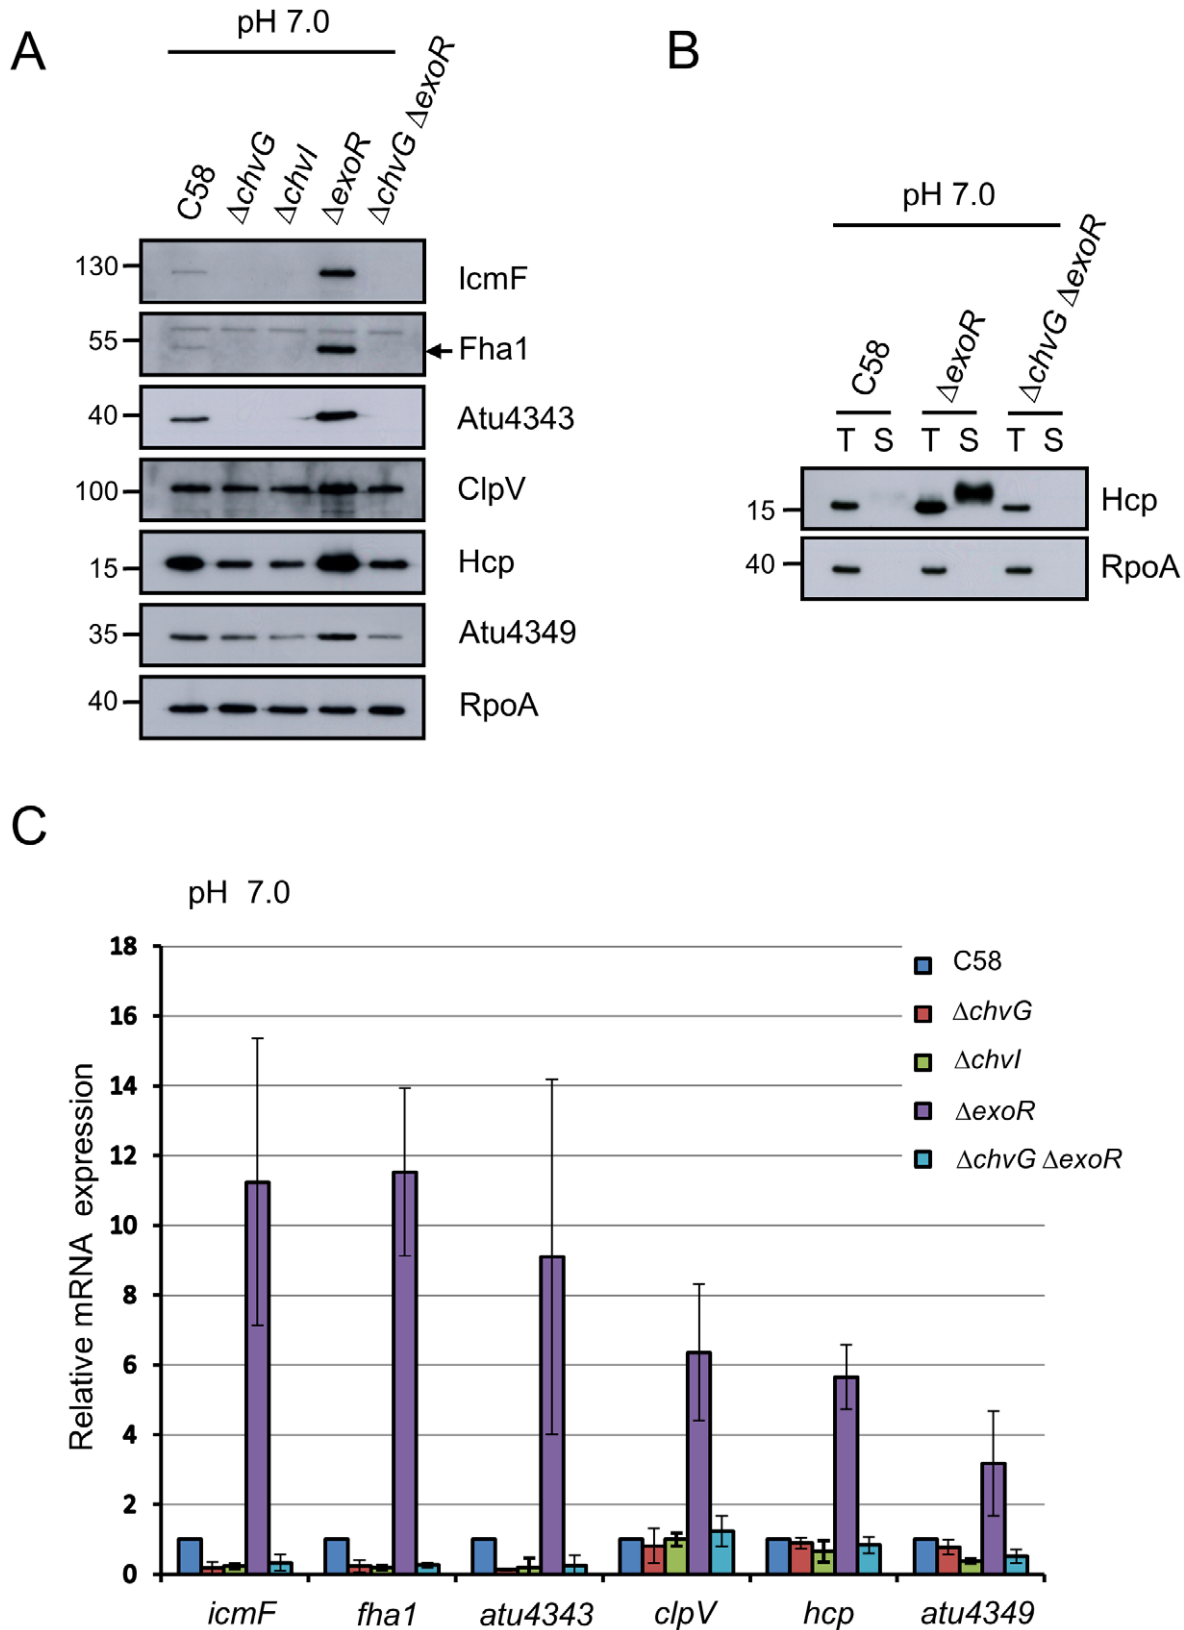 A
pH 7.0
C58
ΔchvG
ΔchvI
ΔexoR
ΔchvG ΔexoR
130
IcmF
55
Fha1
40
Atu4343
100
ClpV
15
Hcp
35
Atu4349
40
RpoA
B
pH 7.0
C58
ΔexoR
ΔchvG ΔexoR
T S T S T S
15
Hcp
40
RpoA
C
pH 7.0
Relative mRNA expression
18
16
14
12
10
8
6
4
2
0
C58
ΔchvG
ΔchvI
ΔexoR
ΔchvG ΔexoR
icmF fha1 atu4343 clpV hcp atu4349